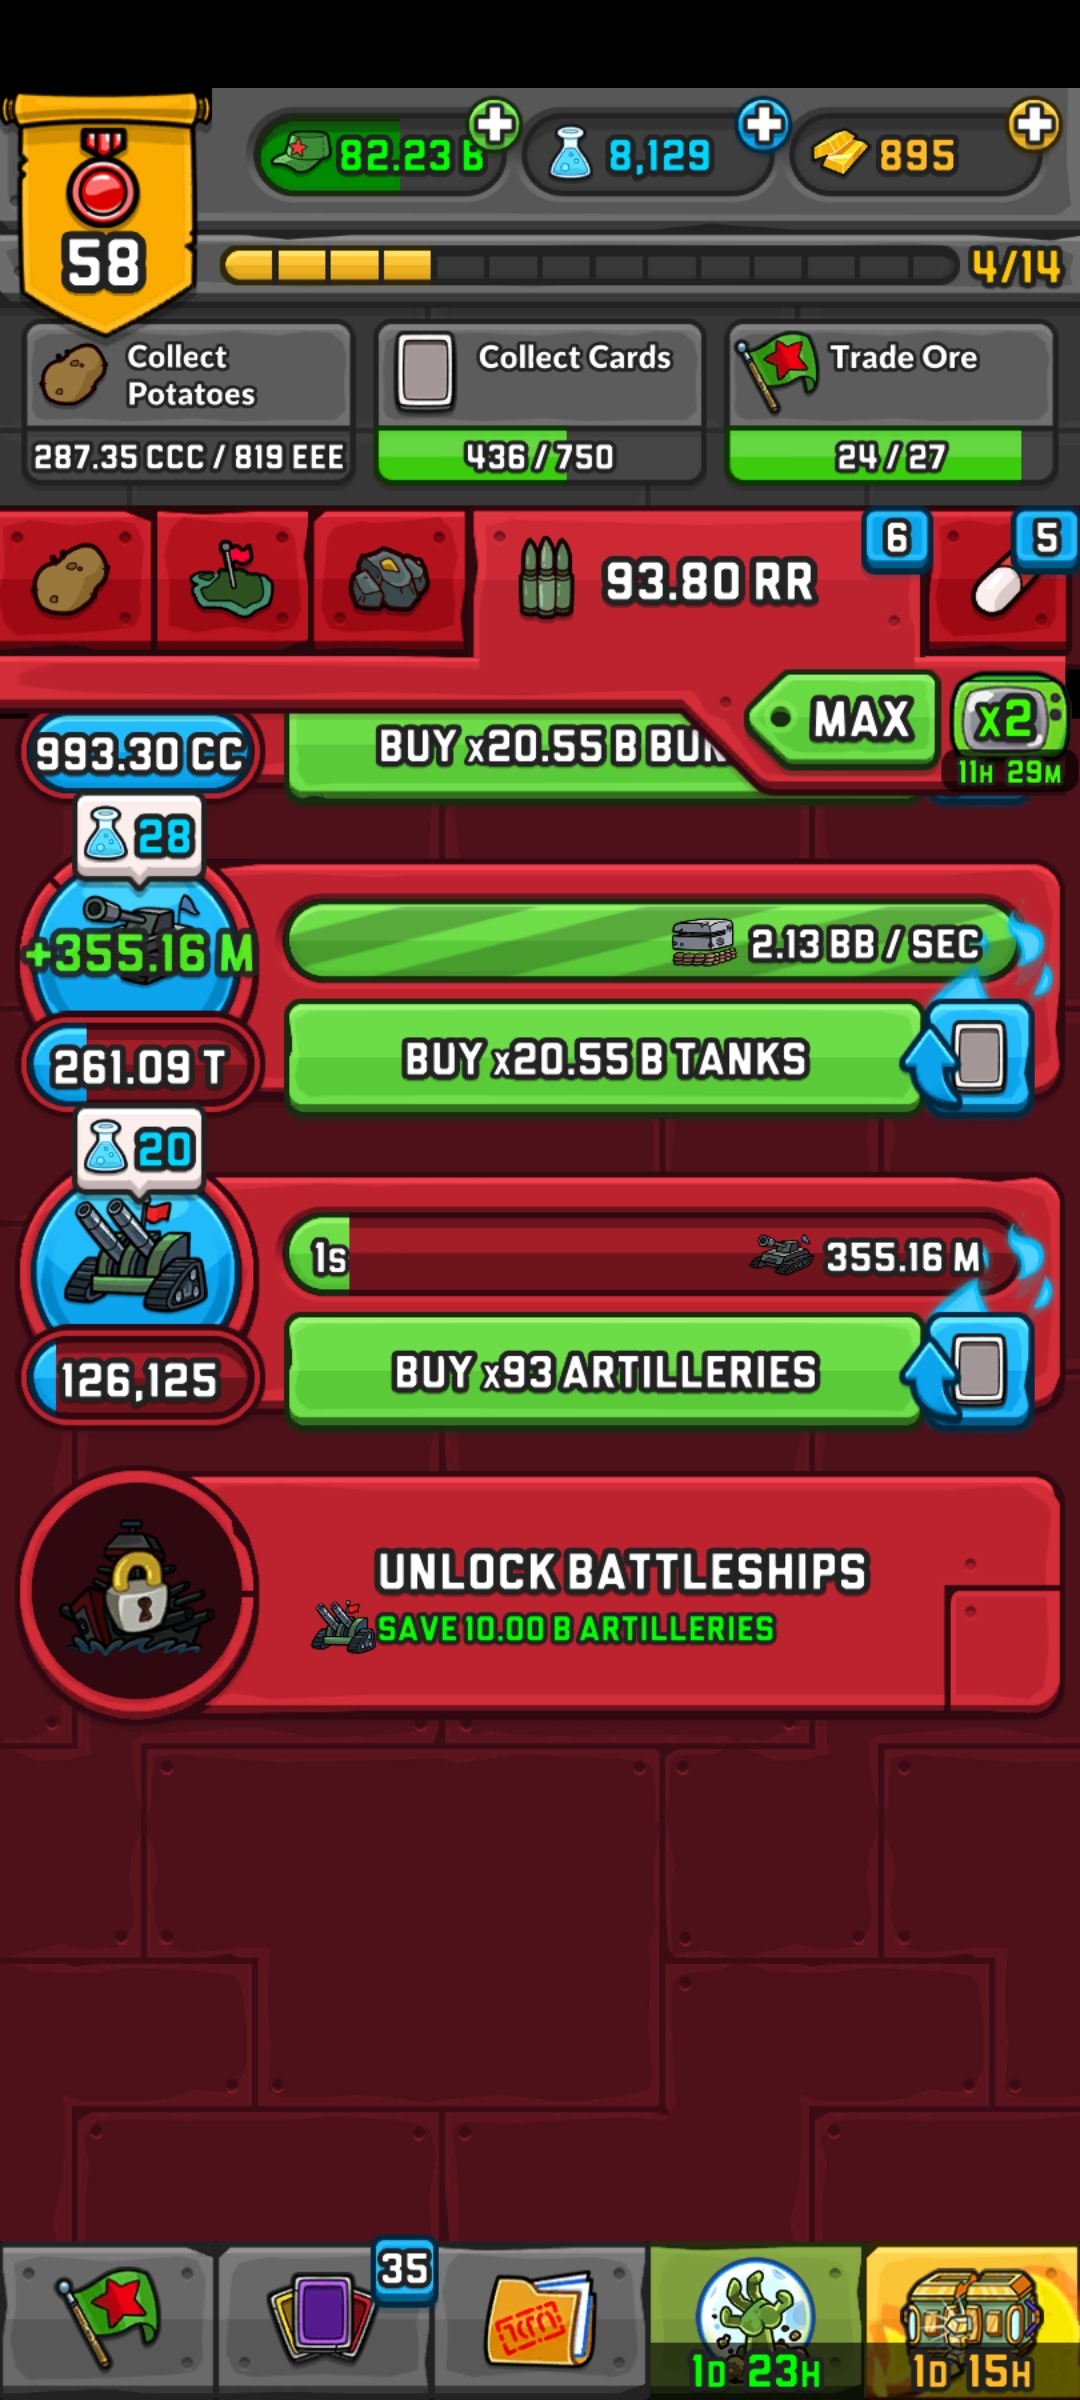 82.23 B
8,129
895
58
4/14
Collect Potatoes
287.35 CCC / 819 EEE
Collect Cards
436 / 750
Trade Ore
24 / 27
93.80 RR
6
5
MAX
x2
11H 29M
993.30 CC
BUY x20.55 B
28
+355.16 M
2.13 BB / SEC
261.09 T
BUY x20.55 B TANKS
20
1s
355.16 M
126,125
BUY x93 ARTILLERIES
UNLOCK BATTLESHIPS
SAVE 10.00 B ARTILLERIES
35
1D 23H
1D 15H